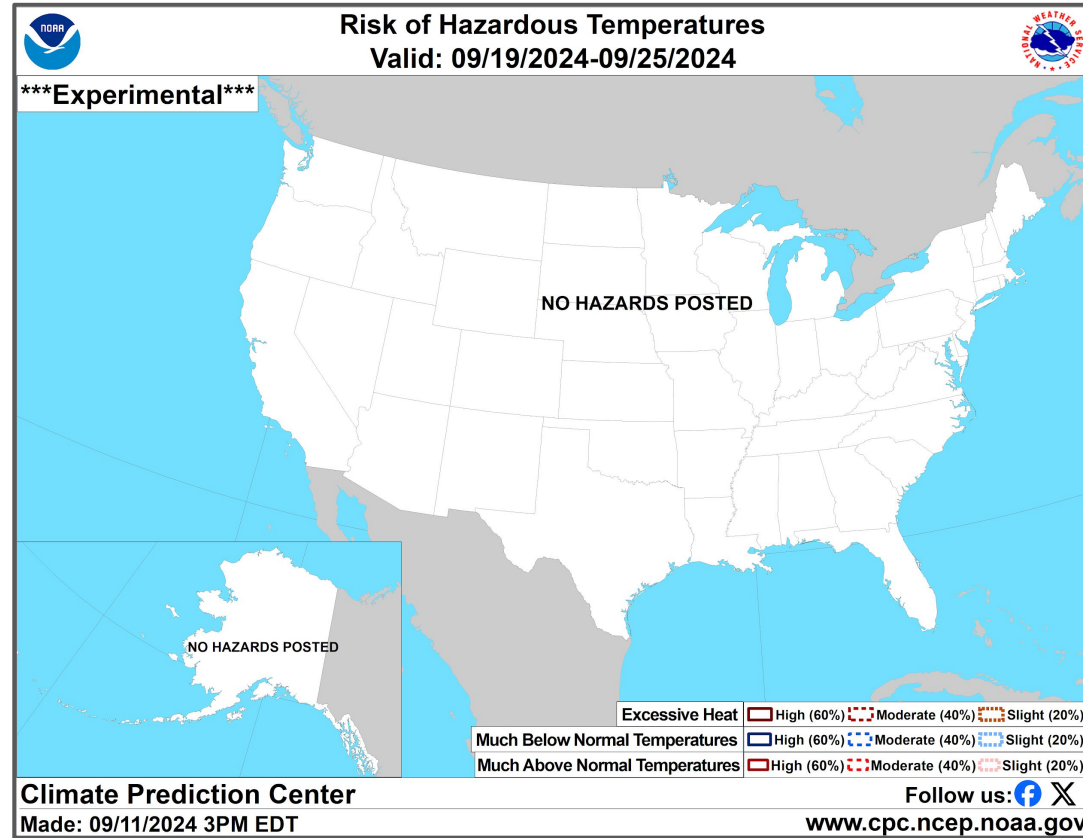 NOAA
Risk of Hazardous Temperatures
Valid: 09/19/2024-09/25/2024
NATIONAL WEATHER SERVICE
***Experimental***
NO HAZARDS POSTED
NO HAZARDS POSTED
Excessive Heat High (60%) Moderate (40%) Slight (20%)
Much Below Normal Temperatures High (60%) Moderate (40%) Slight (20%)
Much Above Normal Temperatures High (60%) Moderate (40%) Slight (20%)
Climate Prediction Center
Follow us:
Made: 09/11/2024 3PM EDT
www.cpc.ncep.noaa.gov